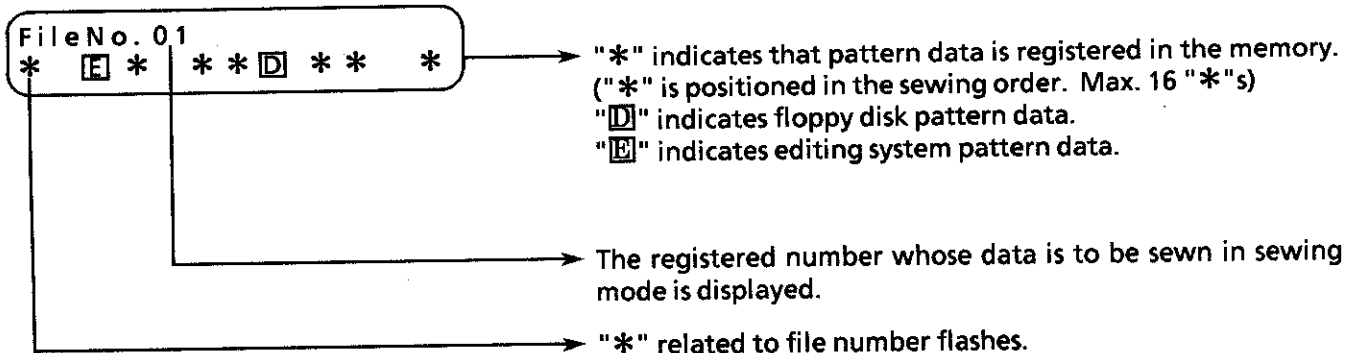 FileNo.01
* E * * * D * * *
"*" indicates that pattern data is registered in the memory.
("*" is positioned in the sewing order. Max. 16 "*"s)
"D" indicates floppy disk pattern data.
"E" indicates editing system pattern data.
The registered number whose data is to be sewn in sewing
mode is displayed.
"*" related to file number flashes.